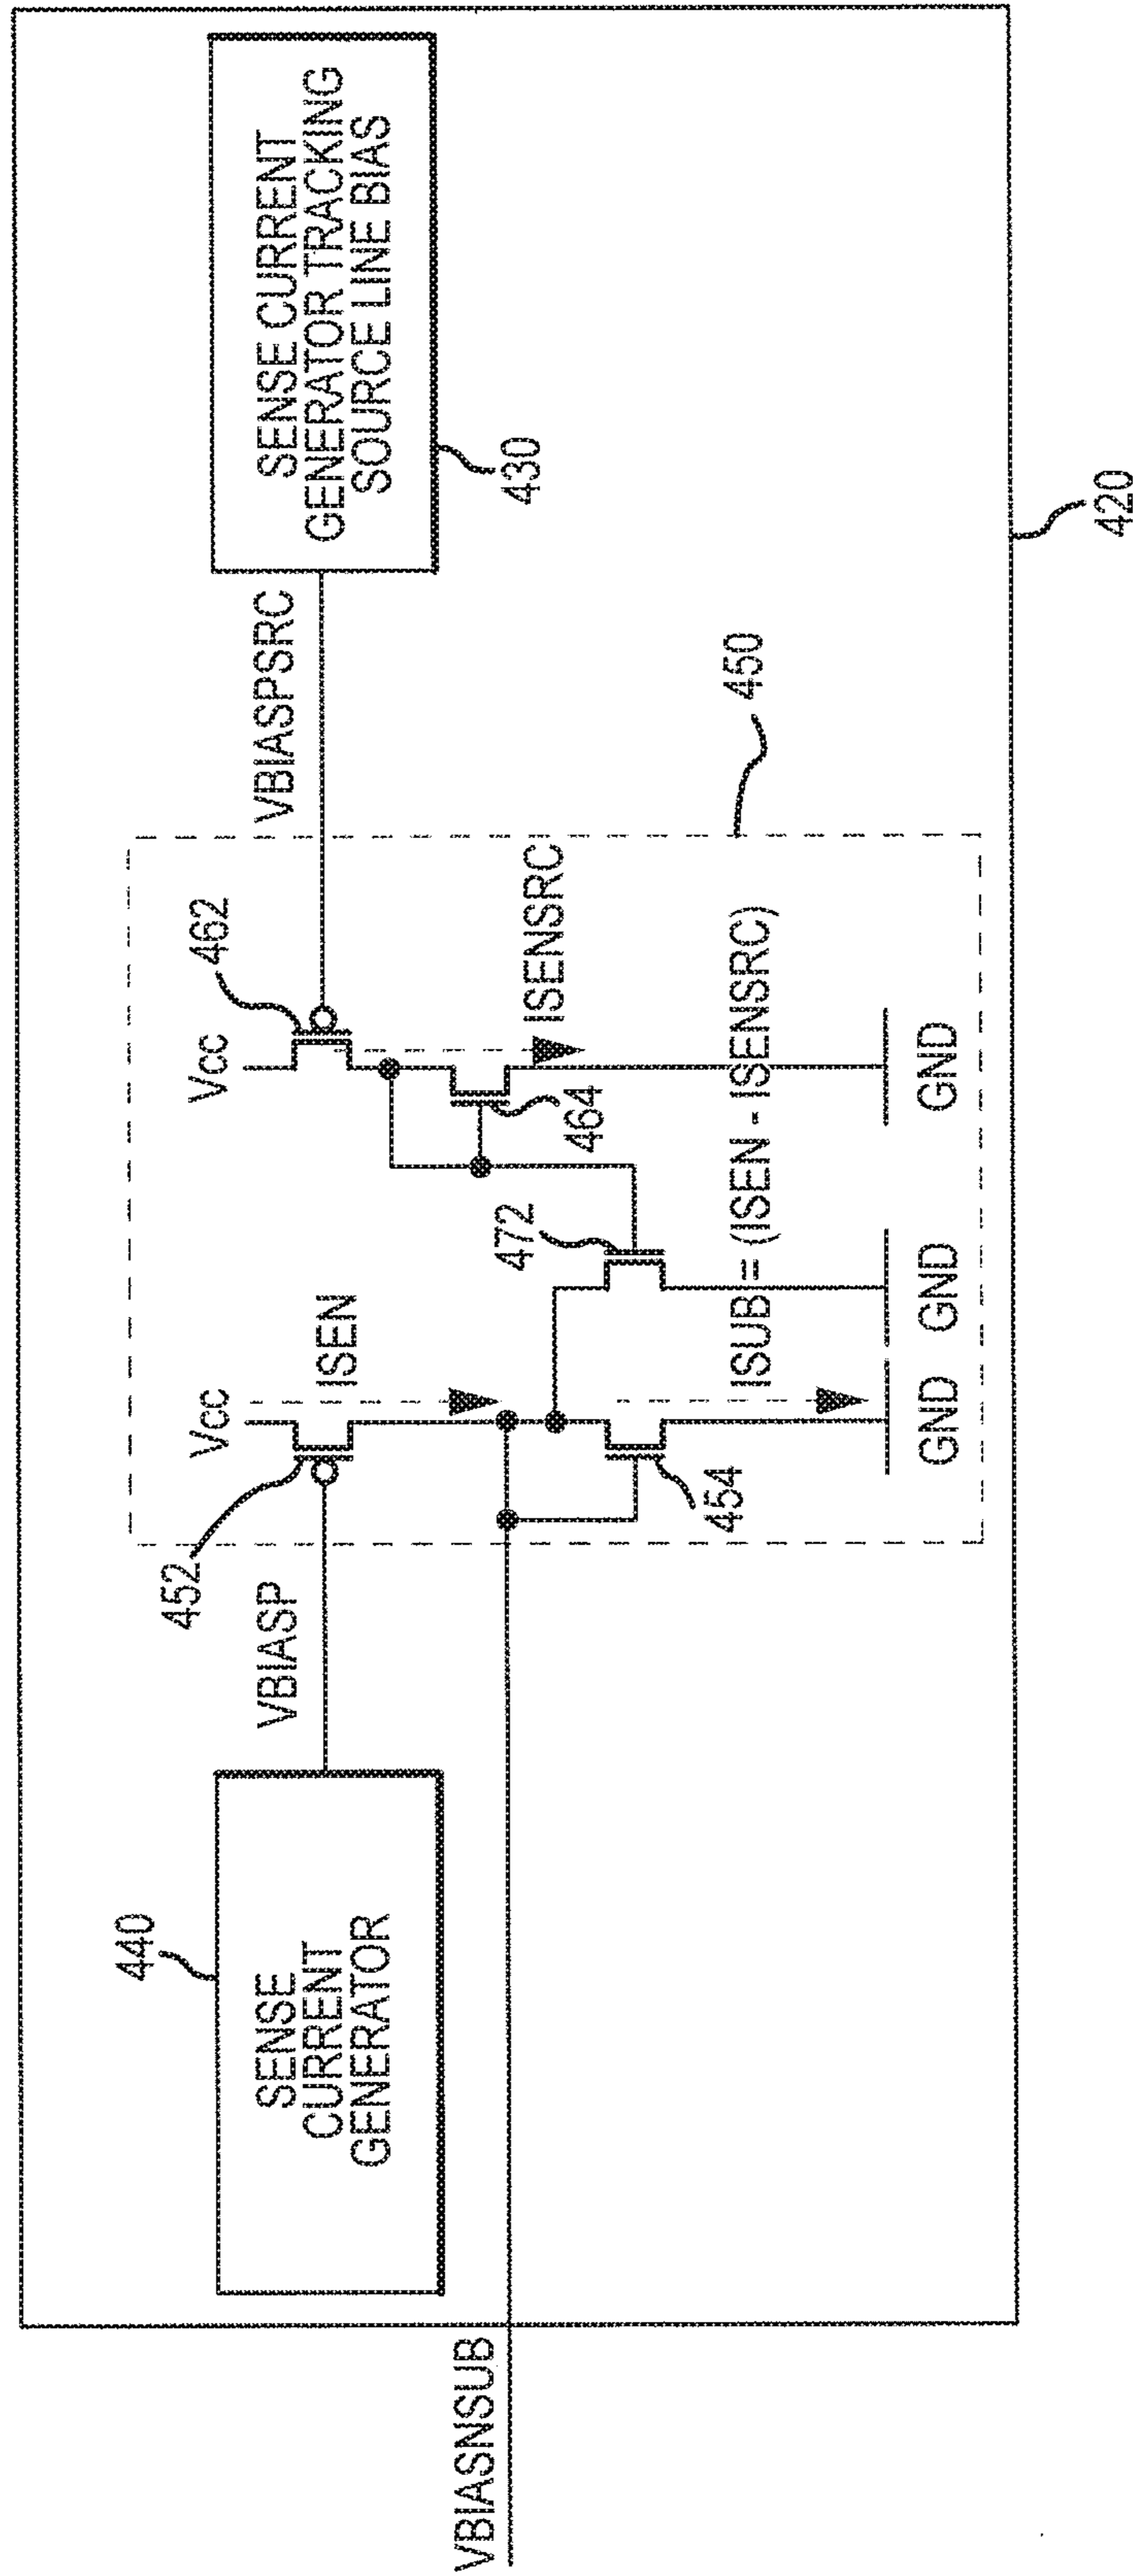 440
SENSE
CURRENT
GENERATOR
VBIASP
452
Vcc
ISEN
462
Vcc
VBIASPSRC
SENSE CURRENT
GENERATOR TRACKING
SOURCE LINE BIAS
430
VBIASNSUB
472
464
ISENSRC
454
ISUB = (ISEN - ISENSRC)
450
GND
GND
GND
420